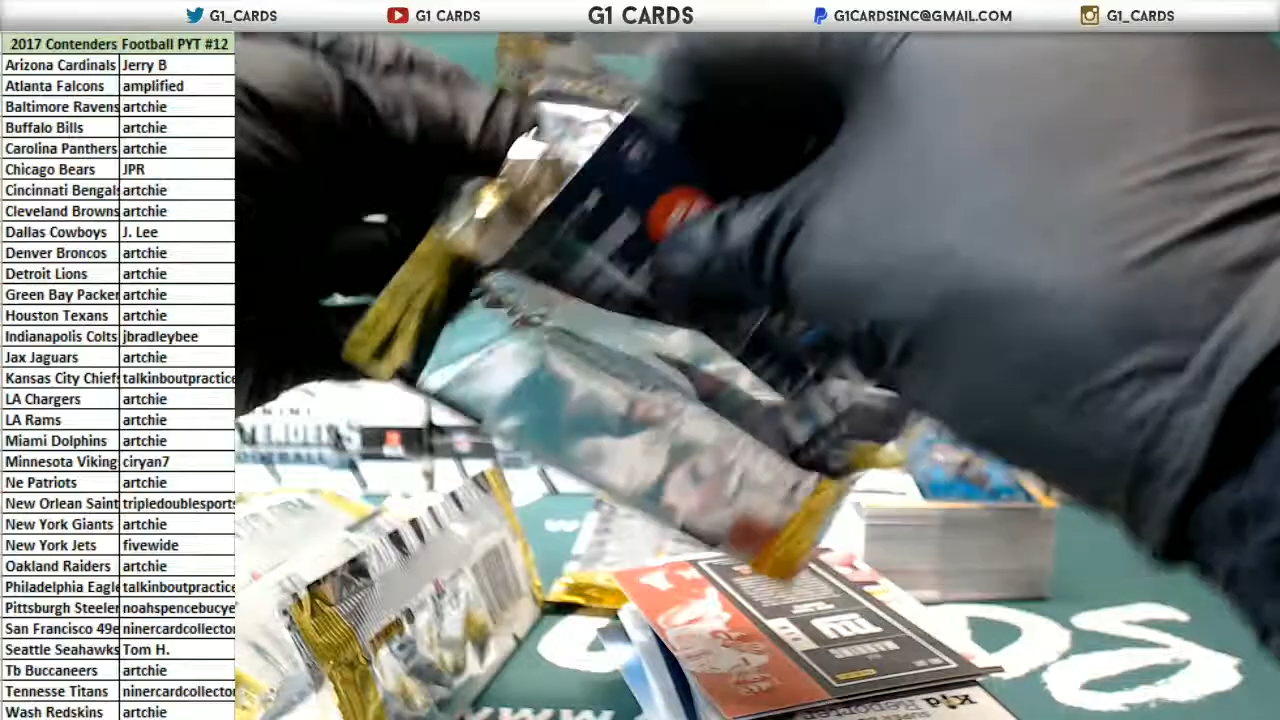 G1_CARDS
G1 CARDS
G1 CARDS
G1CARDSINC@GMAIL.COM
G1_CARDS
2017 Contenders Football PYT #12
Arizona Cardinals Jerry B
Atlanta Falcons amplified
Baltimore Ravens artchie
Buffalo Bills artchie
Carolina Panthers artchie
Chicago Bears JPR
Cincinnati Bengals artchie
Cleveland Browns artchie
Dallas Cowboys J. Lee
Denver Broncos artchie
Detroit Lions artchie
Green Bay Packer artchie
Houston Texans artchie
Indianapolis Colts jbradleybee
Jax Jaguars artchie
Kansas City Chief talkinboutpractice
LA Chargers artchie
LA Rams artchie
Miami Dolphins artchie
Minnesota Viking ciryan7
Ne Patriots artchie
New Orlean Saint tripledoublesports
New York Giants artchie
New York Jets fivewide
Oakland Raiders artchie
Philadelphia Eagle talkinboutpractice
Pittsburgh Steeler noahspencebucye
San Francisco 49e ninercardcollector
Seattle Seahawks Tom H.
Tb Buccaneers artchie
Tennesse Titans ninercardcollector
Wash Redskins artchie